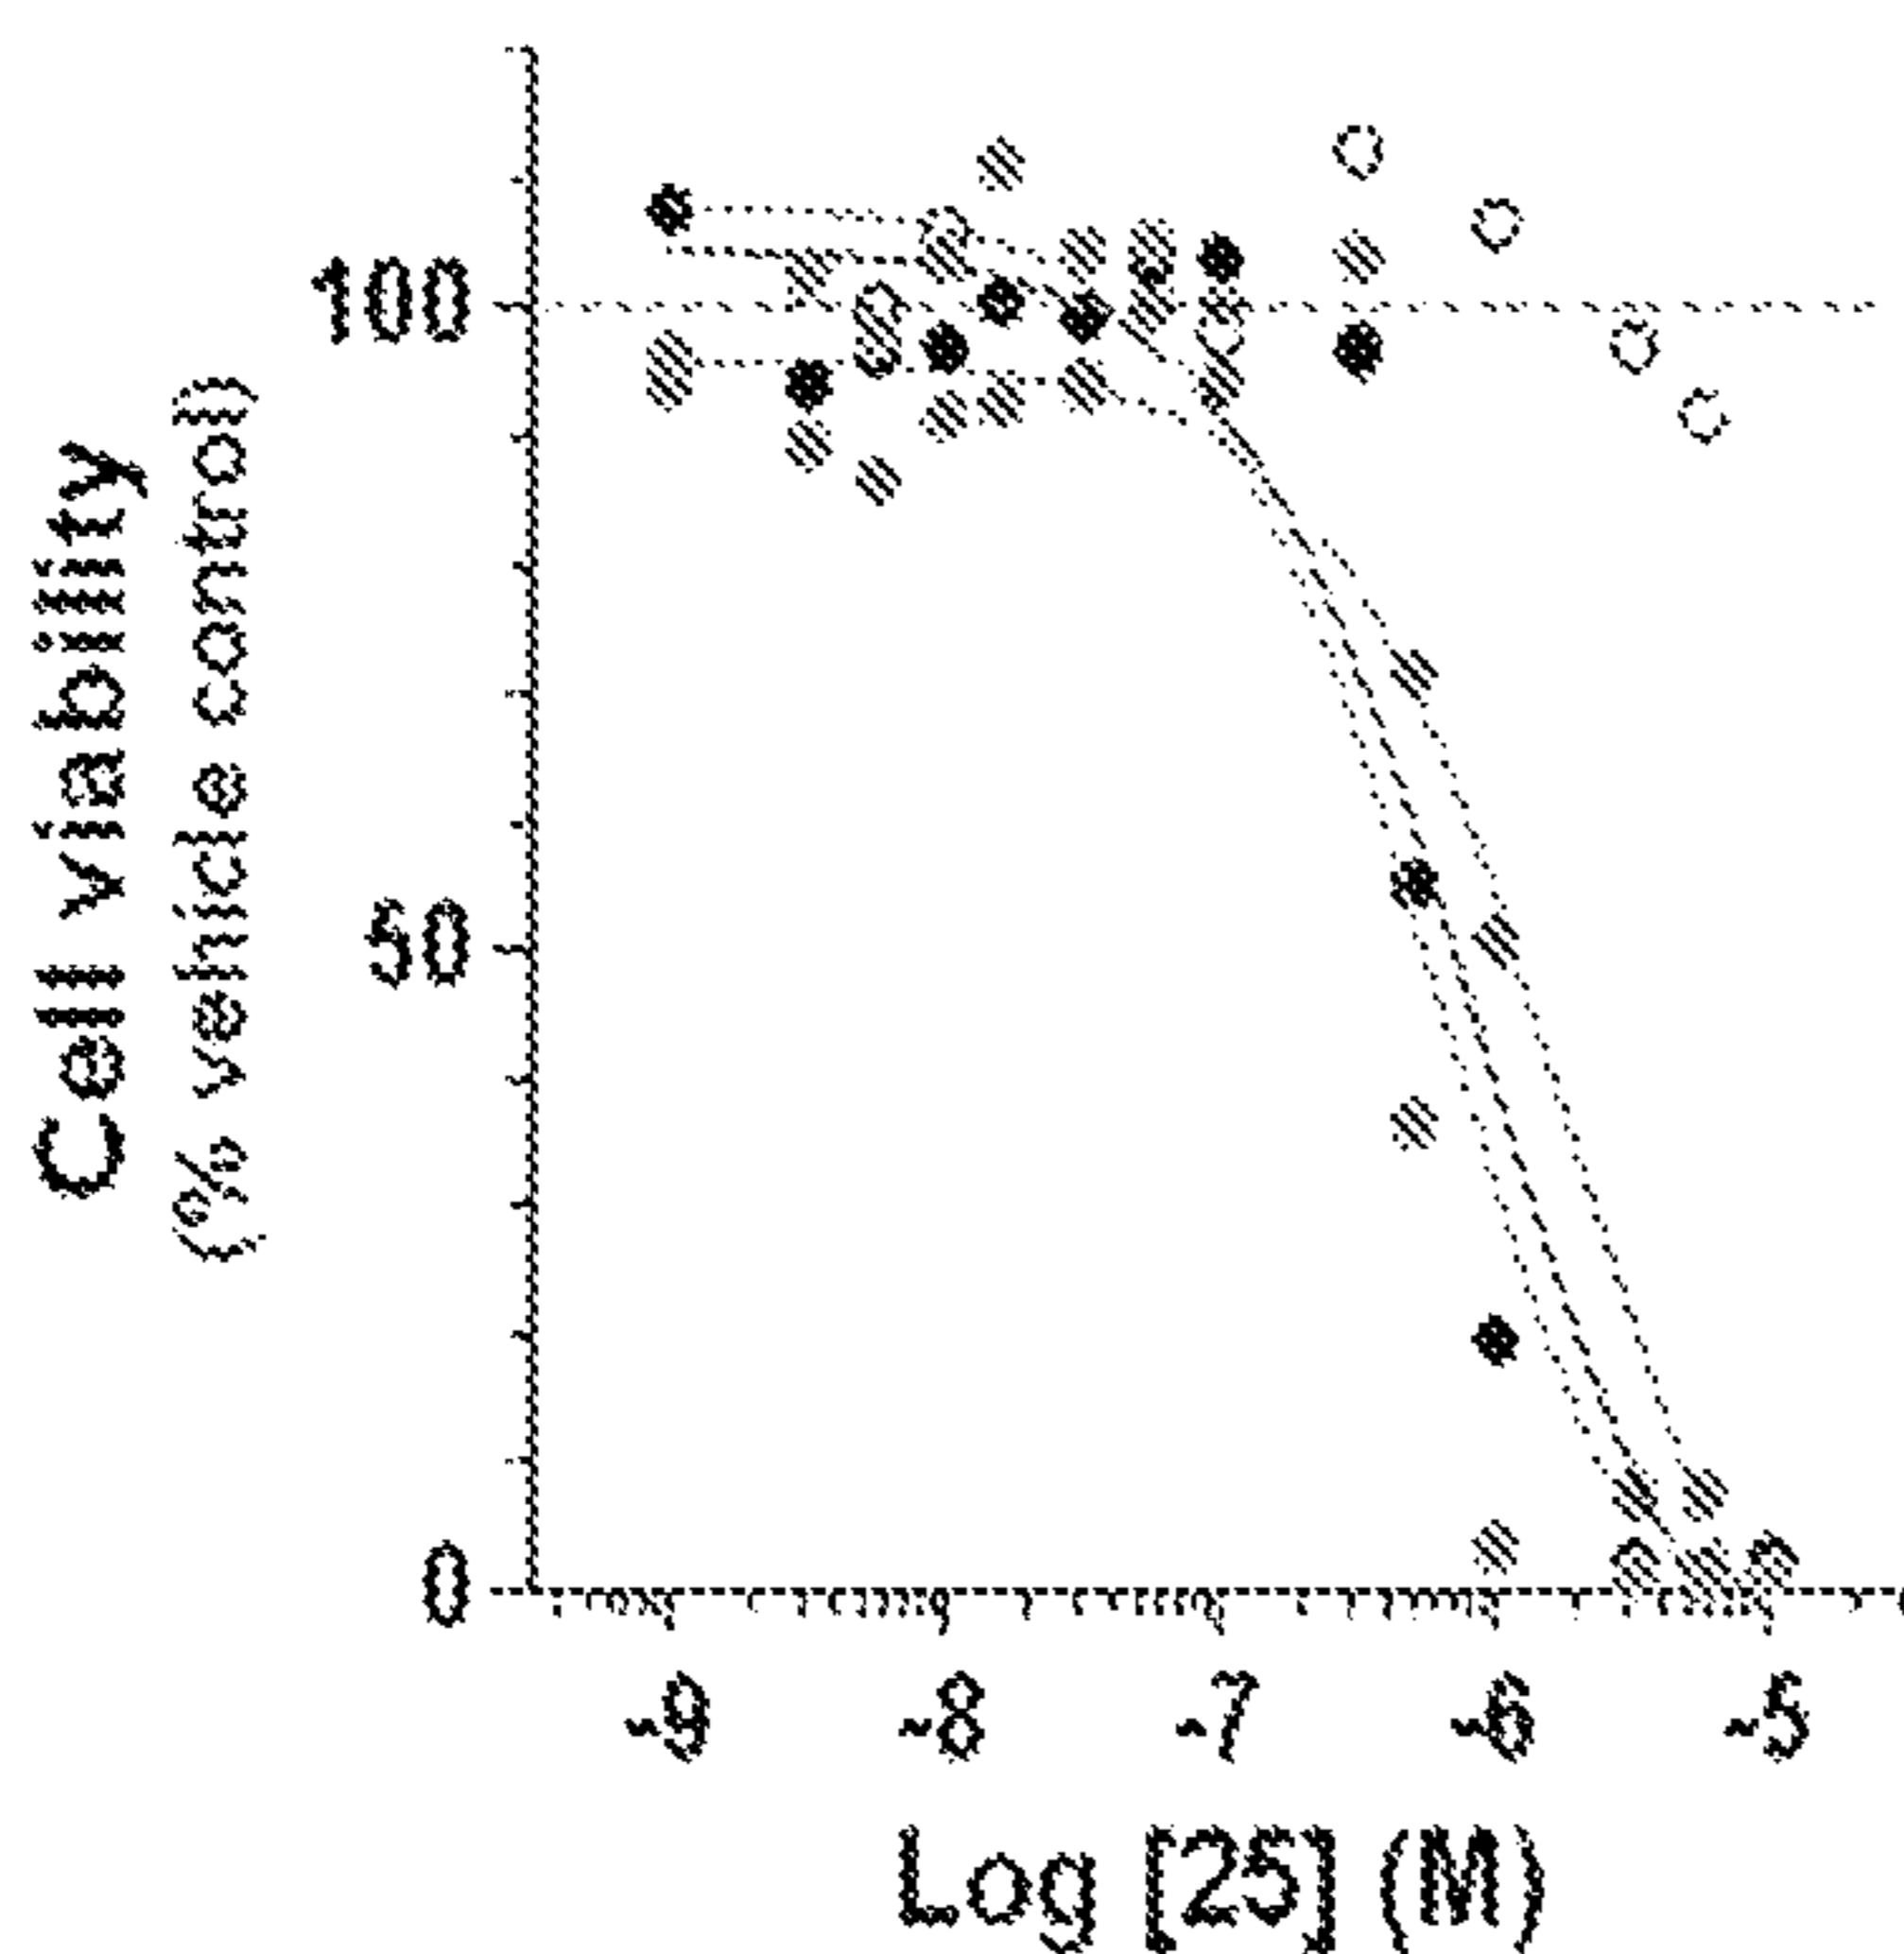 Cell viability
(% vehicle control)
100
50
0
-9 -8 -7 -6 -5
Log [25] (M)